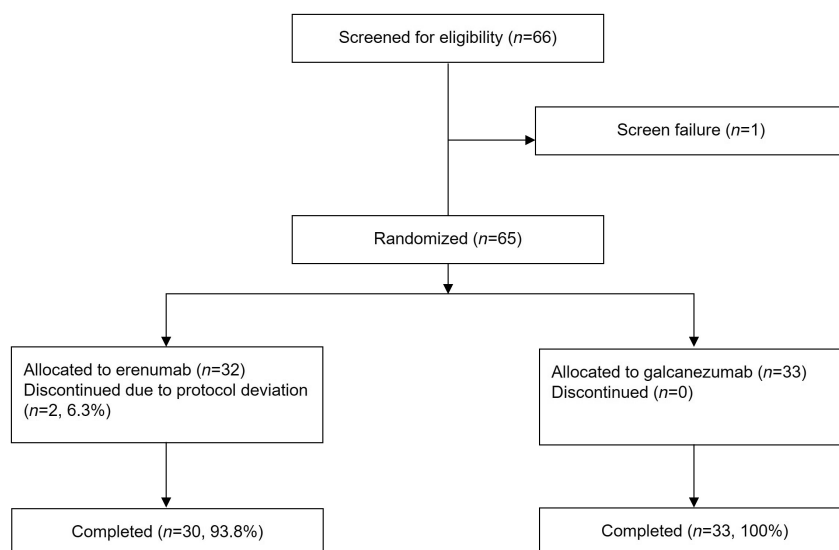 Screened for eligibility (n=66)
Screen failure (n=1)
Randomized (n=65)
Allocated to erenumab (n=32)
Discontinued due to protocol deviation
(n=2, 6.3%)
Allocated to galcanezumab (n=33)
Discontinued (n=0)
Completed (n=30, 93.8%)
Completed (n=33, 100%)